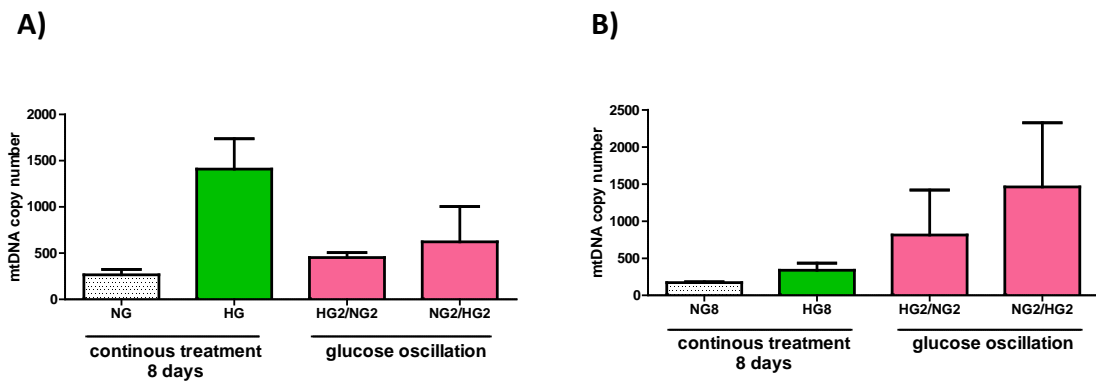 A)
mtDNA copy number
2000
1500
1000
500
0
NG
HG
HG2/NG2
NG2/HG2
continous treatment
8 days
glucose oscillation
B)
mtDNA copy number
2500
2000
1500
1000
500
0
NG8
HG8
HG2/NG2
NG2/HG2
continous treatment
8 days
glucose oscillation